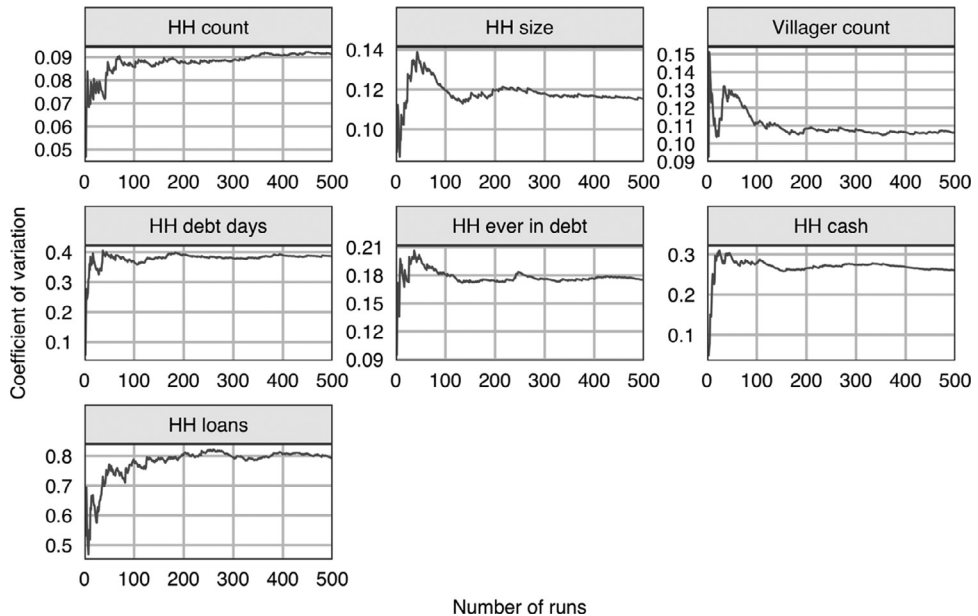 HH count
HH size
Villager count
0.09
0.08
0.07
0.06
0.05
0.14
0.12
0.10
0.15
0.14
0.13
0.12
0.11
0.10
0.09
0 100 200 300 400 500
0 100 200 300 400 500
0 100 200 300 400 500
Coefficient of variation
HH debt days
HH ever in debt
HH cash
0.4
0.3
0.2
0.1
0.21
0.18
0.15
0.12
0.09
0.3
0.2
0.1
0 100 200 300 400 500
0 100 200 300 400 500
0 100 200 300 400 500
HH loans
0.8
0.7
0.6
0.5
0 100 200 300 400 500
Number of runs